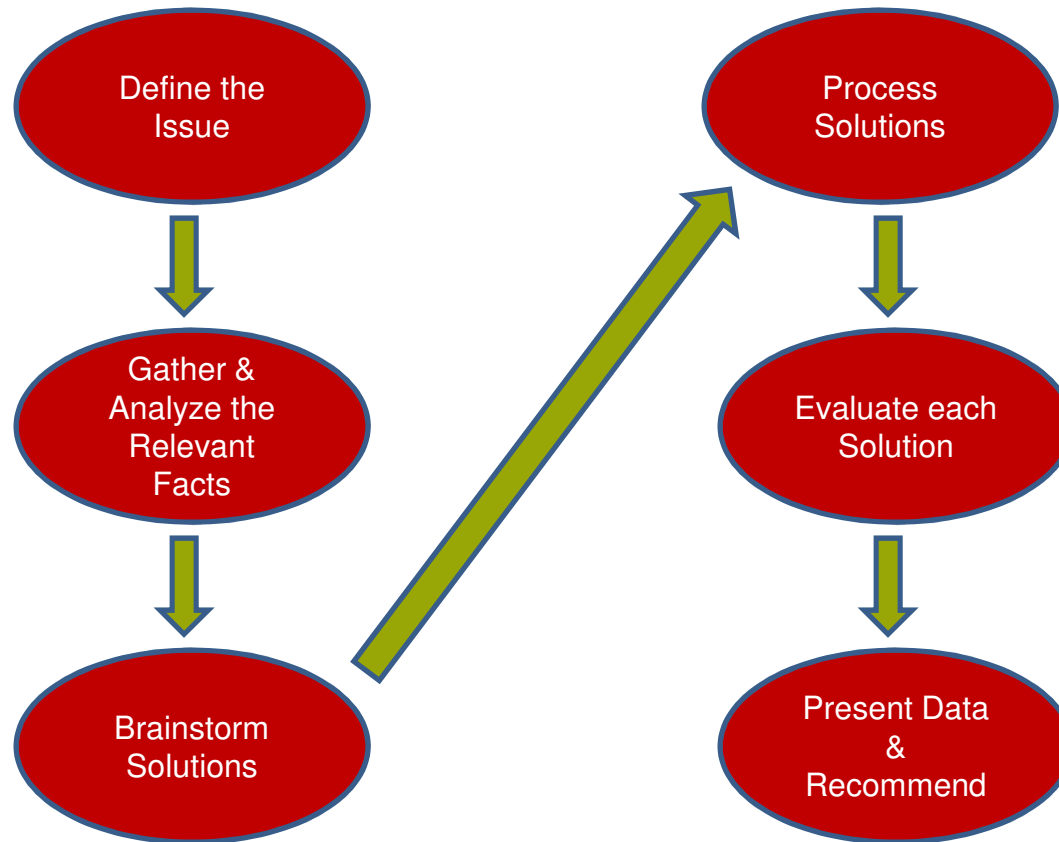 Define the
Issue
Gather &
Analyze the
Relevant
Facts
Brainstorm
Solutions
Process
Solutions
Evaluate each
Solution
Present Data
&
Recommend